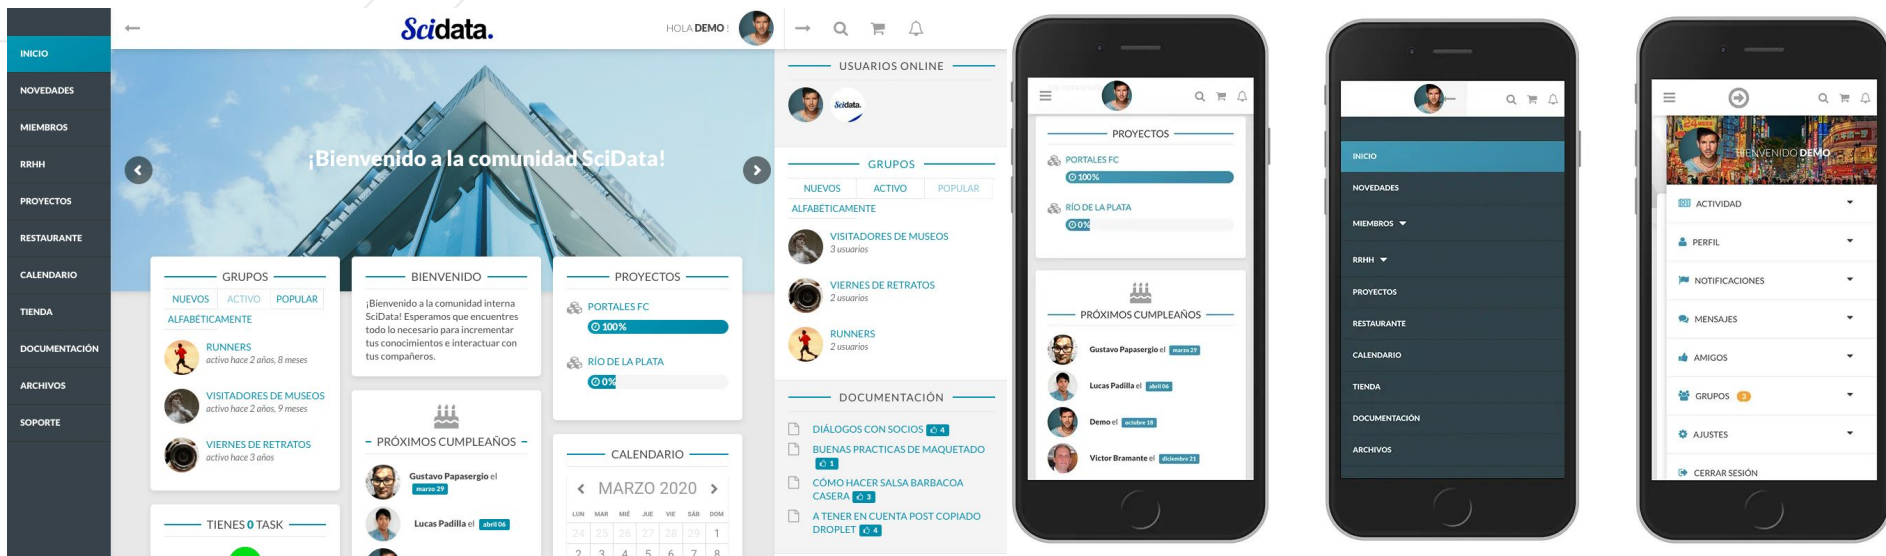 INICIO
NOVEDADES
MIEMBROS
RRHH
PROYECTOS
RESTAURANTE
CALENDARIO
TIENDA
DOCUMENTACIÓN
ARCHIVOS
SOPORTE
Scidata.
HOLA DEMO !
¡Bienvenido a la comunidad SciData!
GRUPOS
NUEVOS ACTIVO POPULAR
ALFABÉTICAMENTE
RUNNERS
activo hace 2 años, 8 meses
VISITADORES DE MUSEOS
activo hace 2 años, 9 meses
VIERNES DE RETRATOS
activo hace 3 años
TIENES 0 TASK
BIENVENIDO
¡Bienvenido a la comunidad interna
SciData! Esperamos que encuentres
todo lo necesario para incrementar
tus conocimientos e interactuar con
tus compañeros.
PRÓXIMOS CUMPLEAÑOS
Gustavo Papasergio el
marzo 29
Lucas Padilla el abril 06
PROYECTOS
PORTALES FC
100%
RÍO DE LA PLATA
0%
CALENDARIO
MARZO 2020
LUN MAR MIÉ JUE VIE SÁB DOM
24 25 26 27 28 29 1
2 3 4 5 6 7 8
USUARIOS ONLINE
Scidata.
GRUPOS
NUEVOS ACTIVO POPULAR
ALFABÉTICAMENTE
VISITADORES DE MUSEOS
3 usuarios
VIERNES DE RETRATOS
2 usuarios
RUNNERS
2 usuarios
DOCUMENTACIÓN
DIÁLOGOS CON SOCIOS 4
BUENAS PRACTICAS DE MAQUETADO
1
CÓMO HACER SALSA BARBACOA
CASERA 3
A TENER EN CUENTA POST COPIADO
DROPLET 4
PROYECTOS
PORTALES FC
100%
RÍO DE LA PLATA
0%
PRÓXIMOS CUMPLEAÑOS
Gustavo Papasergio el marzo 29
Lucas Padilla el abril 06
Demo el octubre 18
Victor Bramante el diciembre 21
INICIO
NOVEDADES
MIEMBROS
RRHH
PROYECTOS
RESTAURANTE
CALENDARIO
TIENDA
DOCUMENTACIÓN
ARCHIVOS
BIENVENIDO DEMO
ACTIVIDAD
PERFIL
NOTIFICACIONES
MENSAJES
AMIGOS
GRUPOS 3
AJUSTES
CERRAR SESIÓN